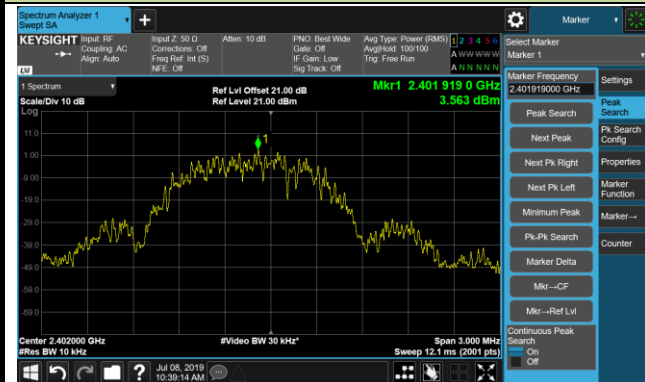 Spectrum Analyzer 1
Swept SA
+
Marker
KEYSIGHT
Input: RF
Coupling: AC
Align: Auto
Input Z: 50 Ω
Corrections: Off
Freq Ref: Int (S)
NFE: Off
Atten: 10 dB
PNO: Best Wide
Gate: Off
IF Gain: Low
Sig Track: Off
Avg Type: Power (RMS)
Avg|Hold: 100/100
Trig: Free Run
1 2 3 4 5 6
A W W W W W
A N N N N N
LXI
Select Marker
Marker 1
1 Spectrum
Scale/Div 10 dB
Log
Ref Lvl Offset 21.00 dB
Ref Level 21.00 dBm
Mkr1 2.401 919 0 GHz
3.563 dBm
11.0
1.00
-9.00
-19.0
-29.0
-39.0
-49.0
-59.0
-69.0
1
Center 2.402000 GHz
#Res BW 10 kHz
#Video BW 30 kHz*
Span 3.000 MHz
Sweep 12.1 ms (2001 pts)
Marker Frequency
2.401919000 GHz
Peak Search
Next Peak
Next Pk Right
Next Pk Left
Minimum Peak
Pk-Pk Search
Marker Delta
Mkr→CF
Mkr→Ref Lvl
Continuous Peak
Search
On
Off
Settings
Peak
Search
Pk Search
Config
Properties
Marker
Function
Marker→
Counter
?
Jul 08, 2019
10:39:14 AM